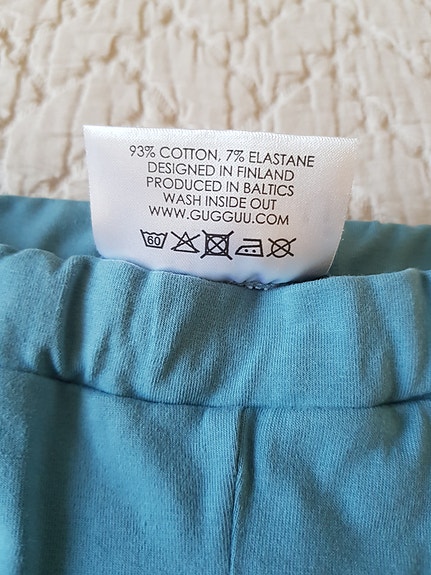 93% COTTON, 7% ELASTANE
DESIGNED IN FINLAND
PRODUCED IN BALTICS
WASH INSIDE OUT
WWW.GUGGUU.COM
60